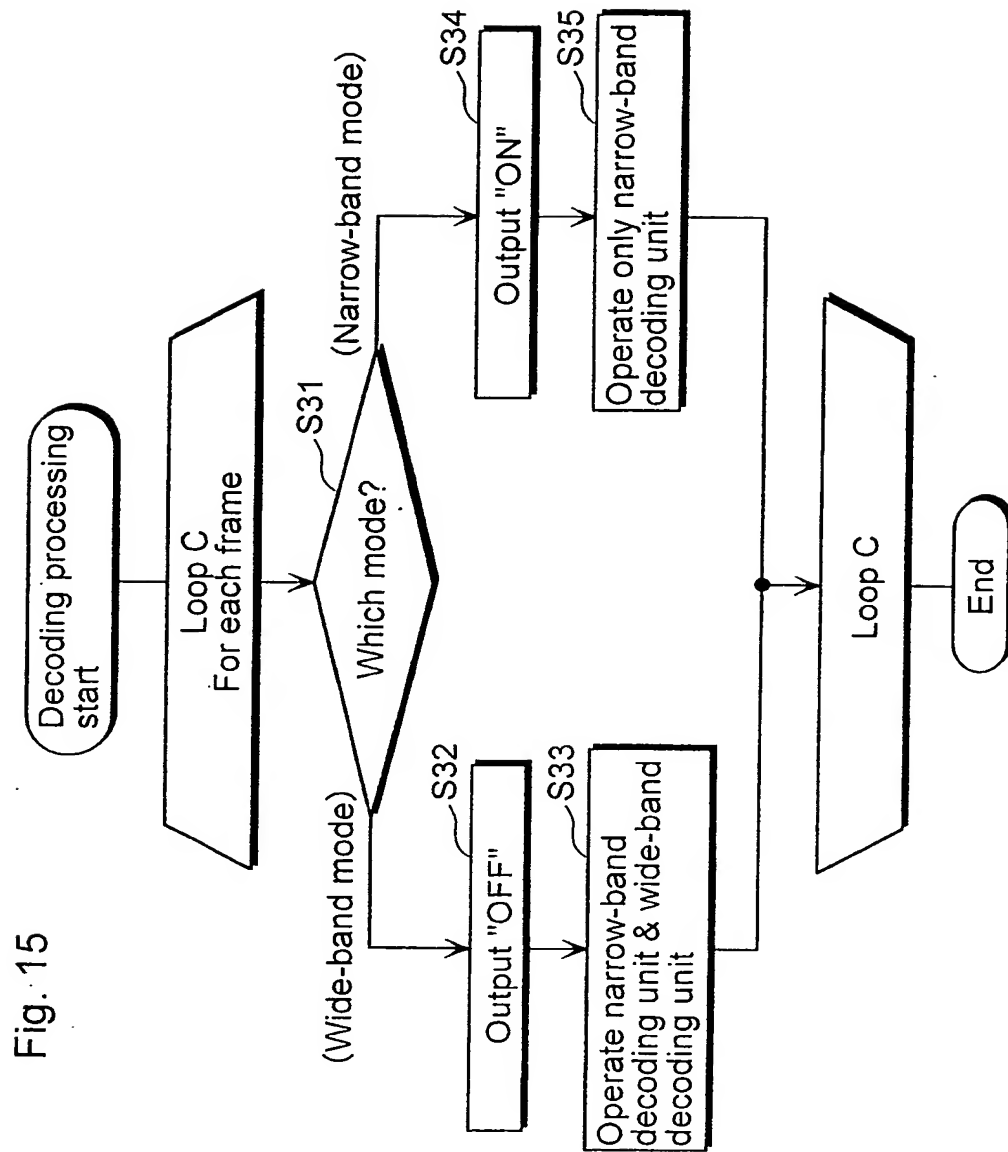 Fig. 15
Decoding processing
start
Loop C
For each frame
S31
Which mode?
(Wide-band mode)
(Narrow-band mode)
S32
Output "OFF"
S33
Operate narrow-band
decoding unit & wide-band
decoding unit
S34
Output "ON"
S35
Operate only narrow-band
decoding unit
Loop C
End